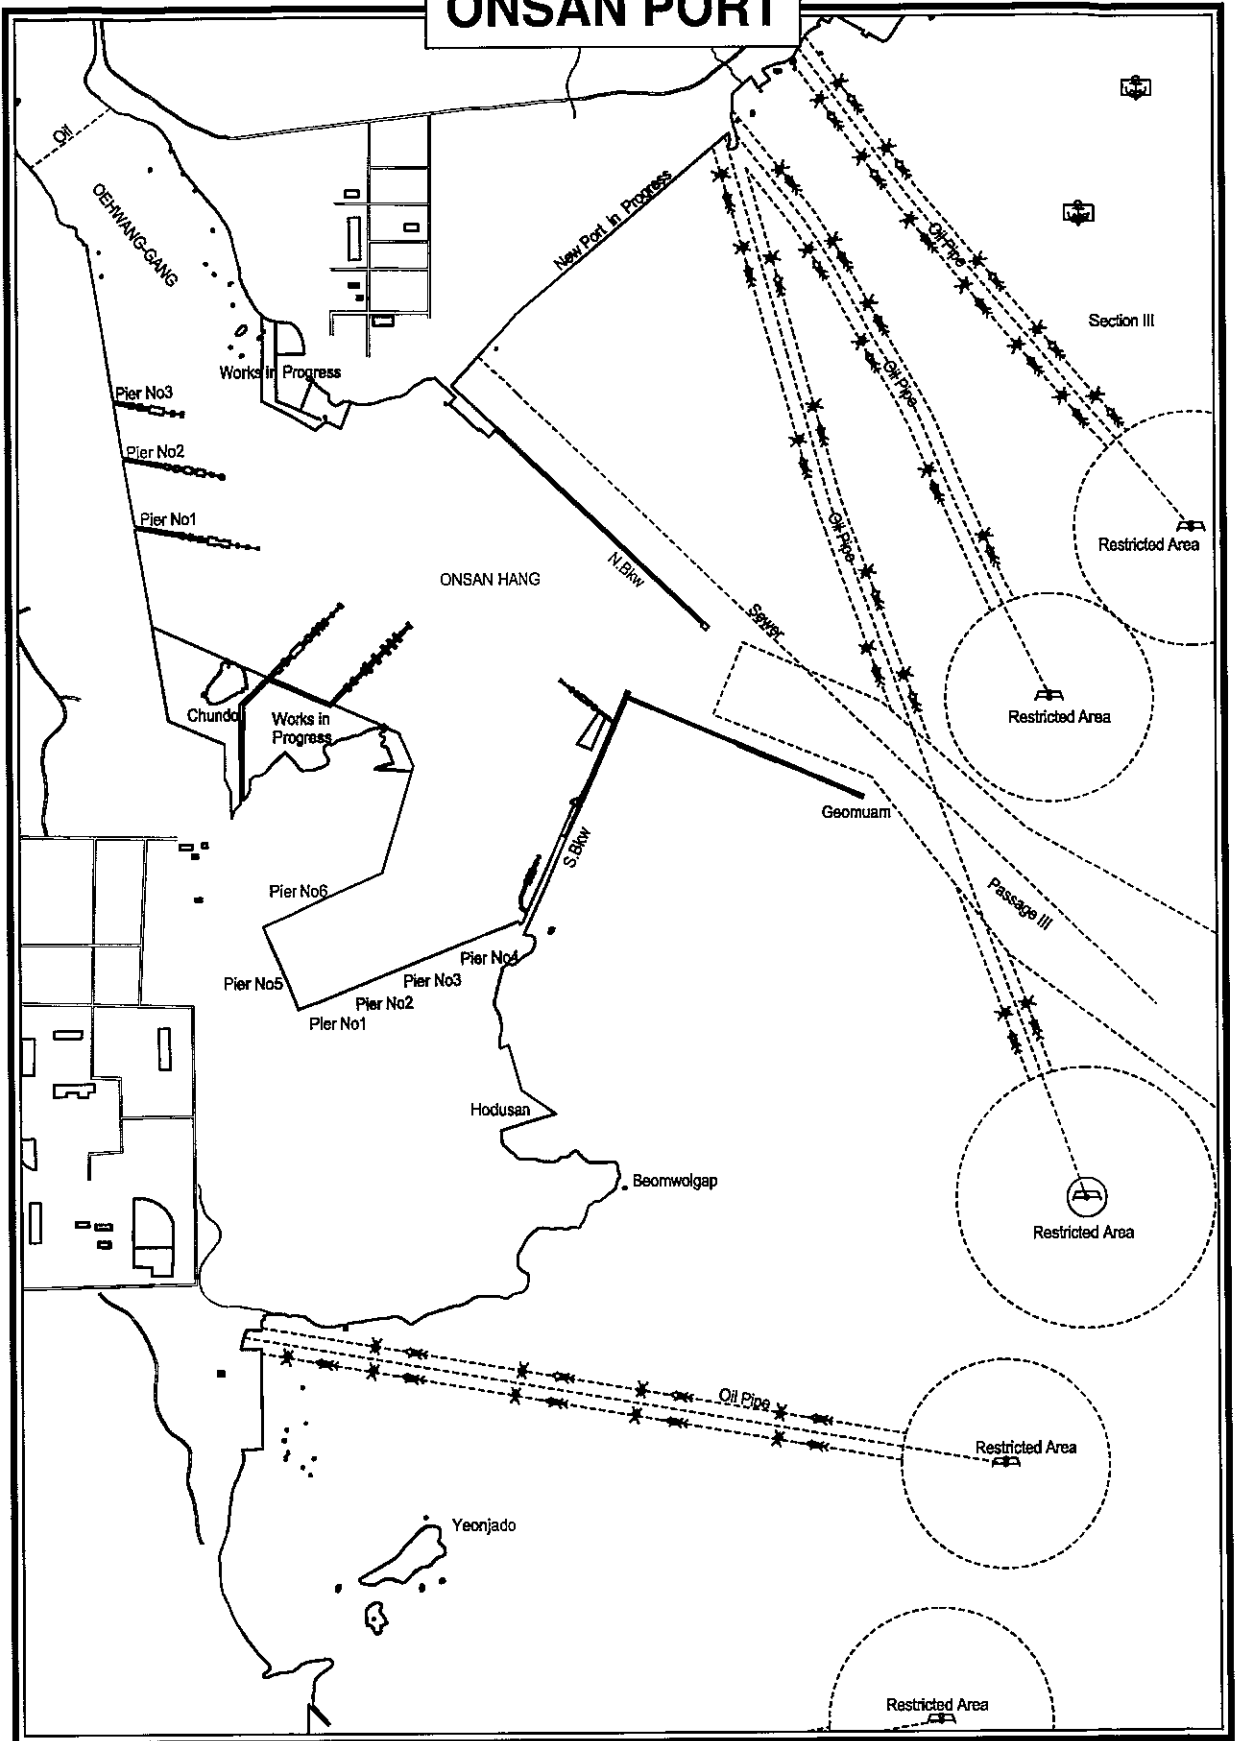 ONSAN PORT
Oil
OEHWANG-GANG
New Port in Progress
Oil Pipe
Section III
Works in Progress
Pier No3
Oil Pipe
Pier No2
Pier No1
Oil Pipe
Restricted Area
N.Bkw
ONSAN HANG
Sewer
Chundo
Works in
Progress
Restricted Area
Geomuam
S.Bkw
Pier No6
Passage III
Pier No4
Pier No3
Pier No5
Pier No2
Pier No1
Hodusan
Beomwolgap
Restricted Area
Oil Pipe
Restricted Area
Yeonjado
Restricted Area